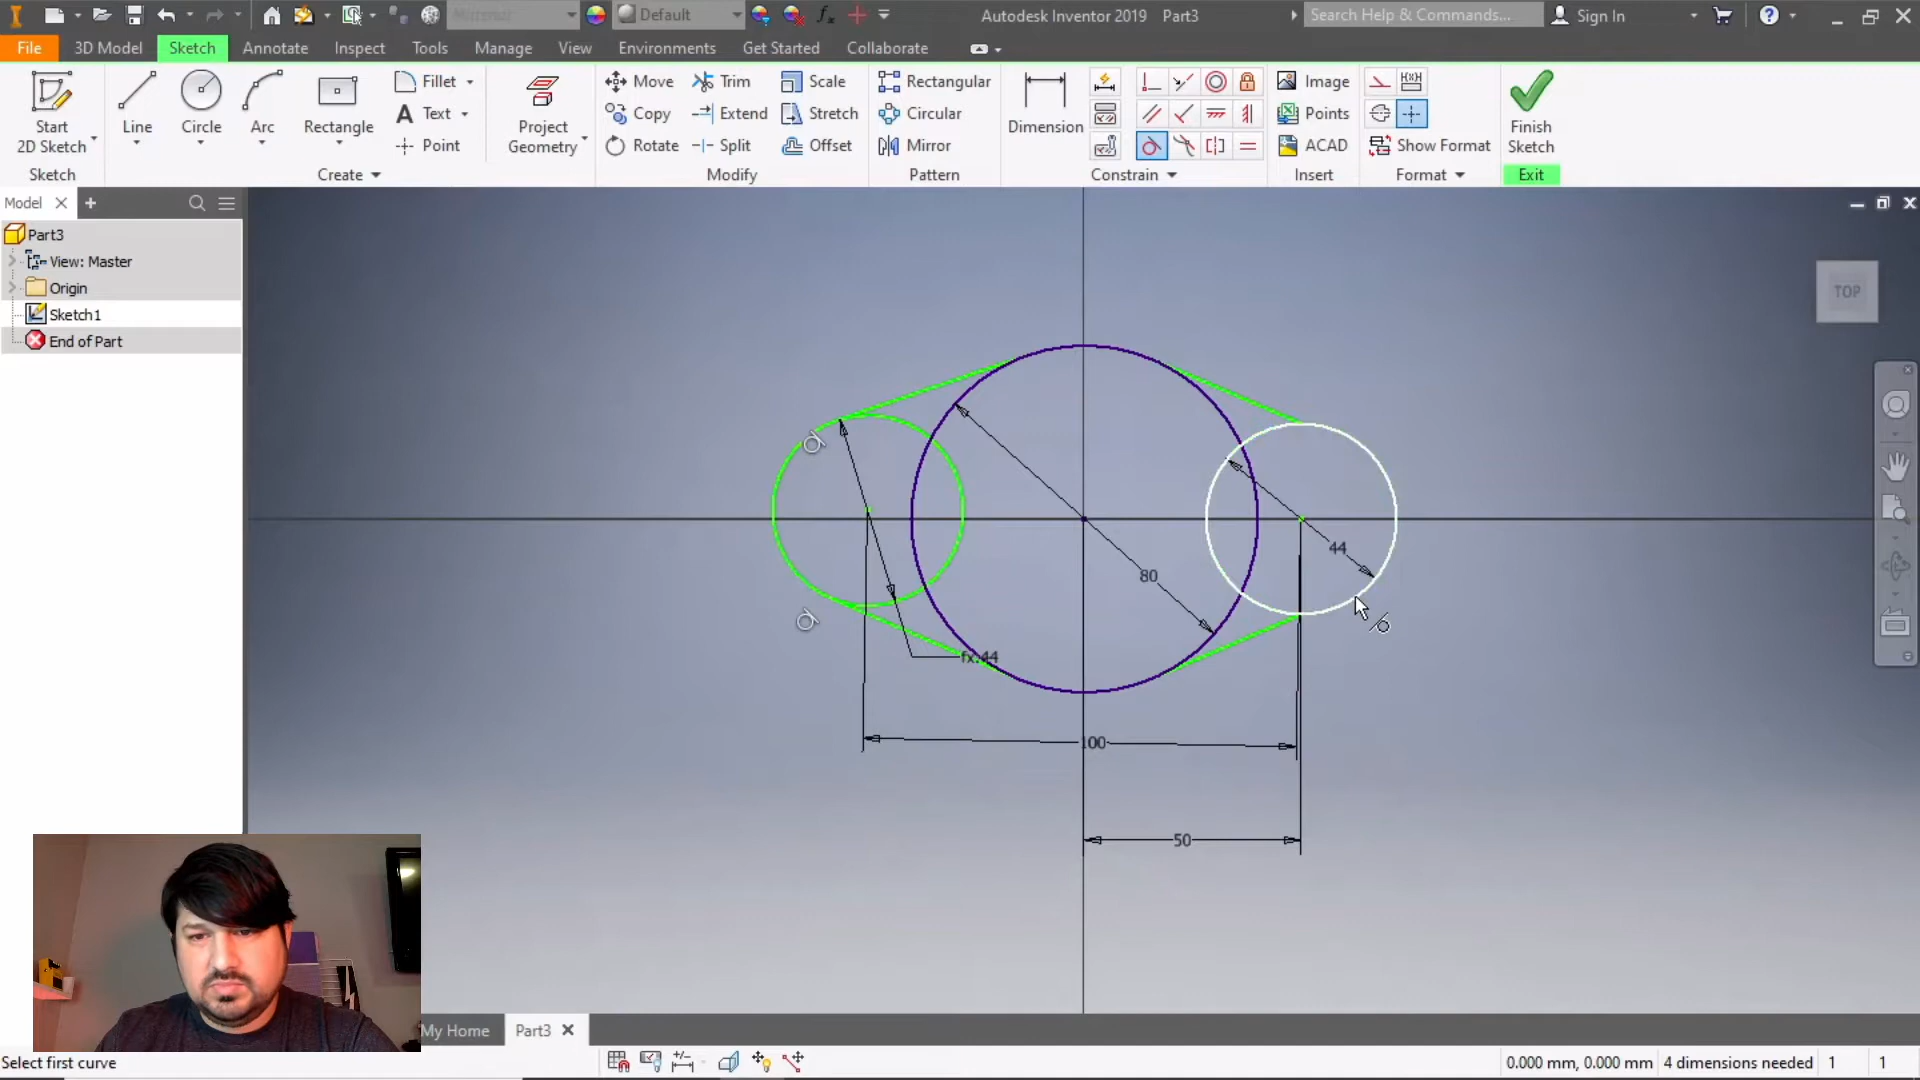 Material
Default
Autodesk Inventor 2019 Part3
Search Help & Commands...
Sign In
File
3D Model
Sketch
Annotate
Inspect
Tools
Manage
View
Environments
Get Started
Collaborate
Start
2D Sketch
Line
Circle
Arc
Rectangle
Fillet
Text
Point
Project
Geometry
Move
Copy
Rotate
Trim
Extend
Split
Scale
Stretch
Offset
Rectangular
Circular
Mirror
Dimension
Image
Points
ACAD
Show Format
Finish
Sketch
Sketch
Create
Modify
Pattern
Constrain
Insert
Format
Exit
Model
Part3
View: Master
Origin
Sketch1
End of Part
TOP
44
80
fx:44
100
50
My Home
Part3
Select first curve
0.000 mm, 0.000 mm
4 dimensions needed
1
1